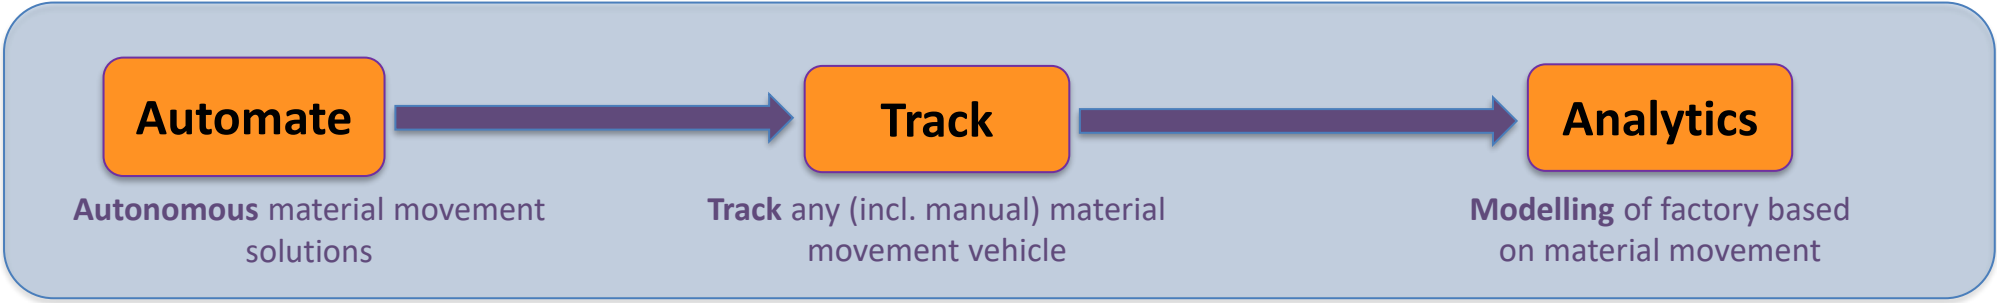 Automate
Track
Analytics
Autonomous material movement
solutions
Track any (incl. manual) material
movement vehicle
Modelling of factory based
on material movement